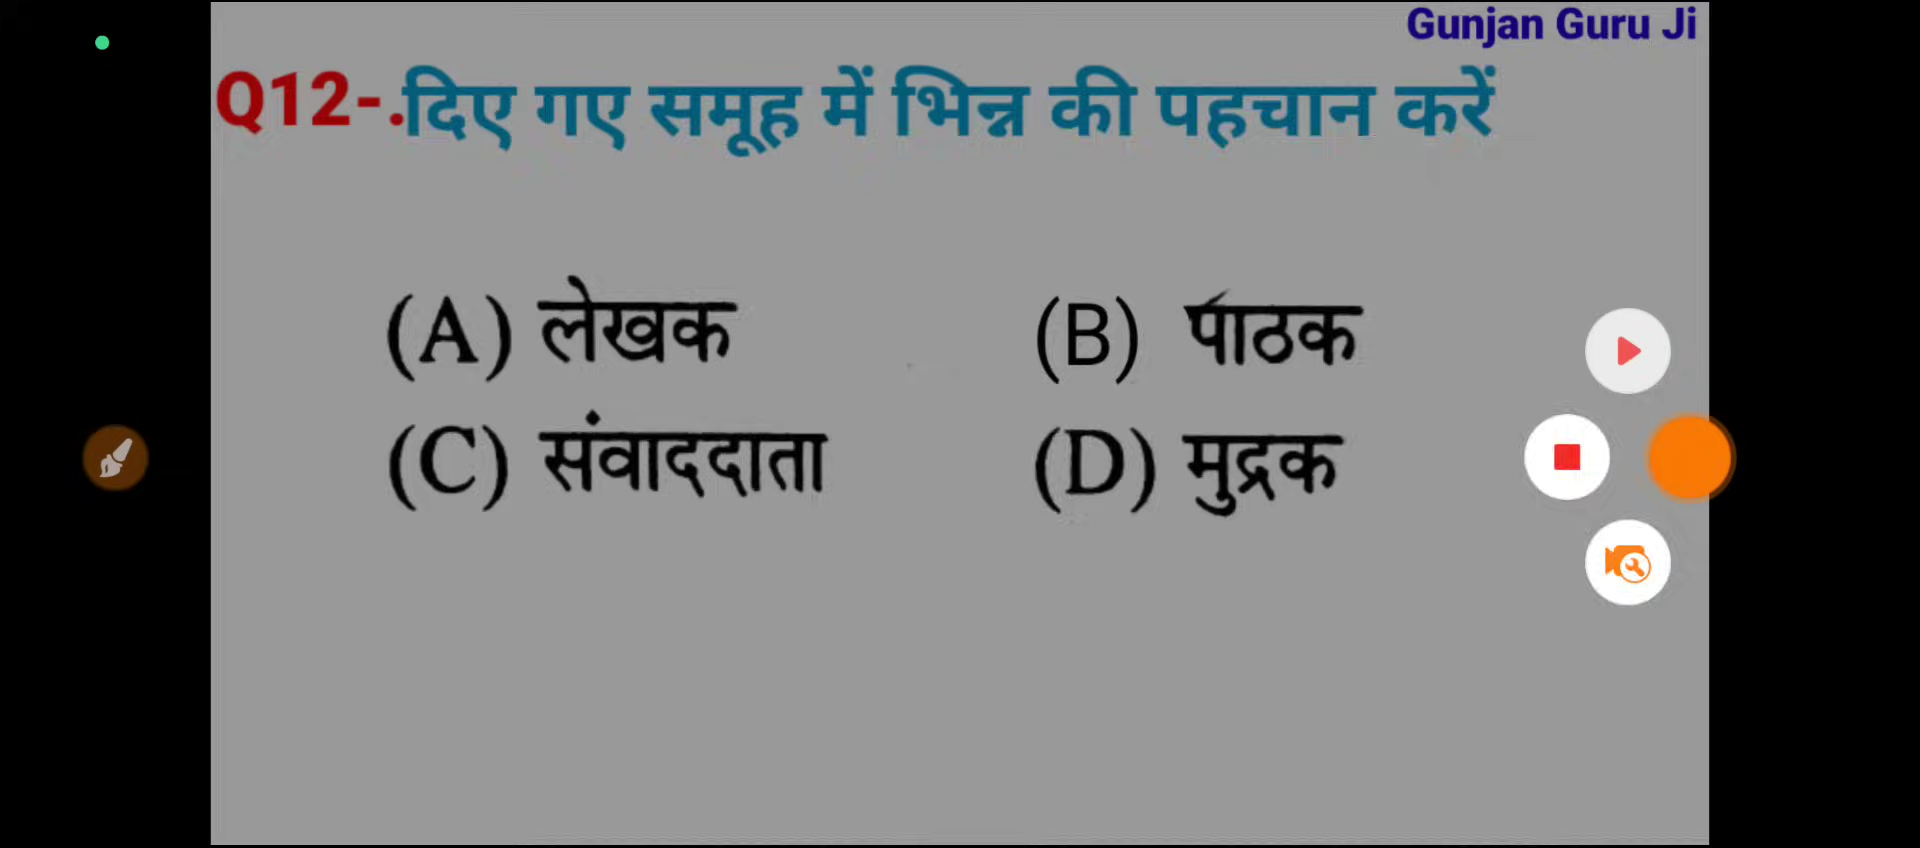 Gunjan Guru Ji
Q12-.दिए गए समूह में भिन्न की पहचान करें
(A) लेखक (B) पाठक
(C) संवाददाता (D) मुद्रक